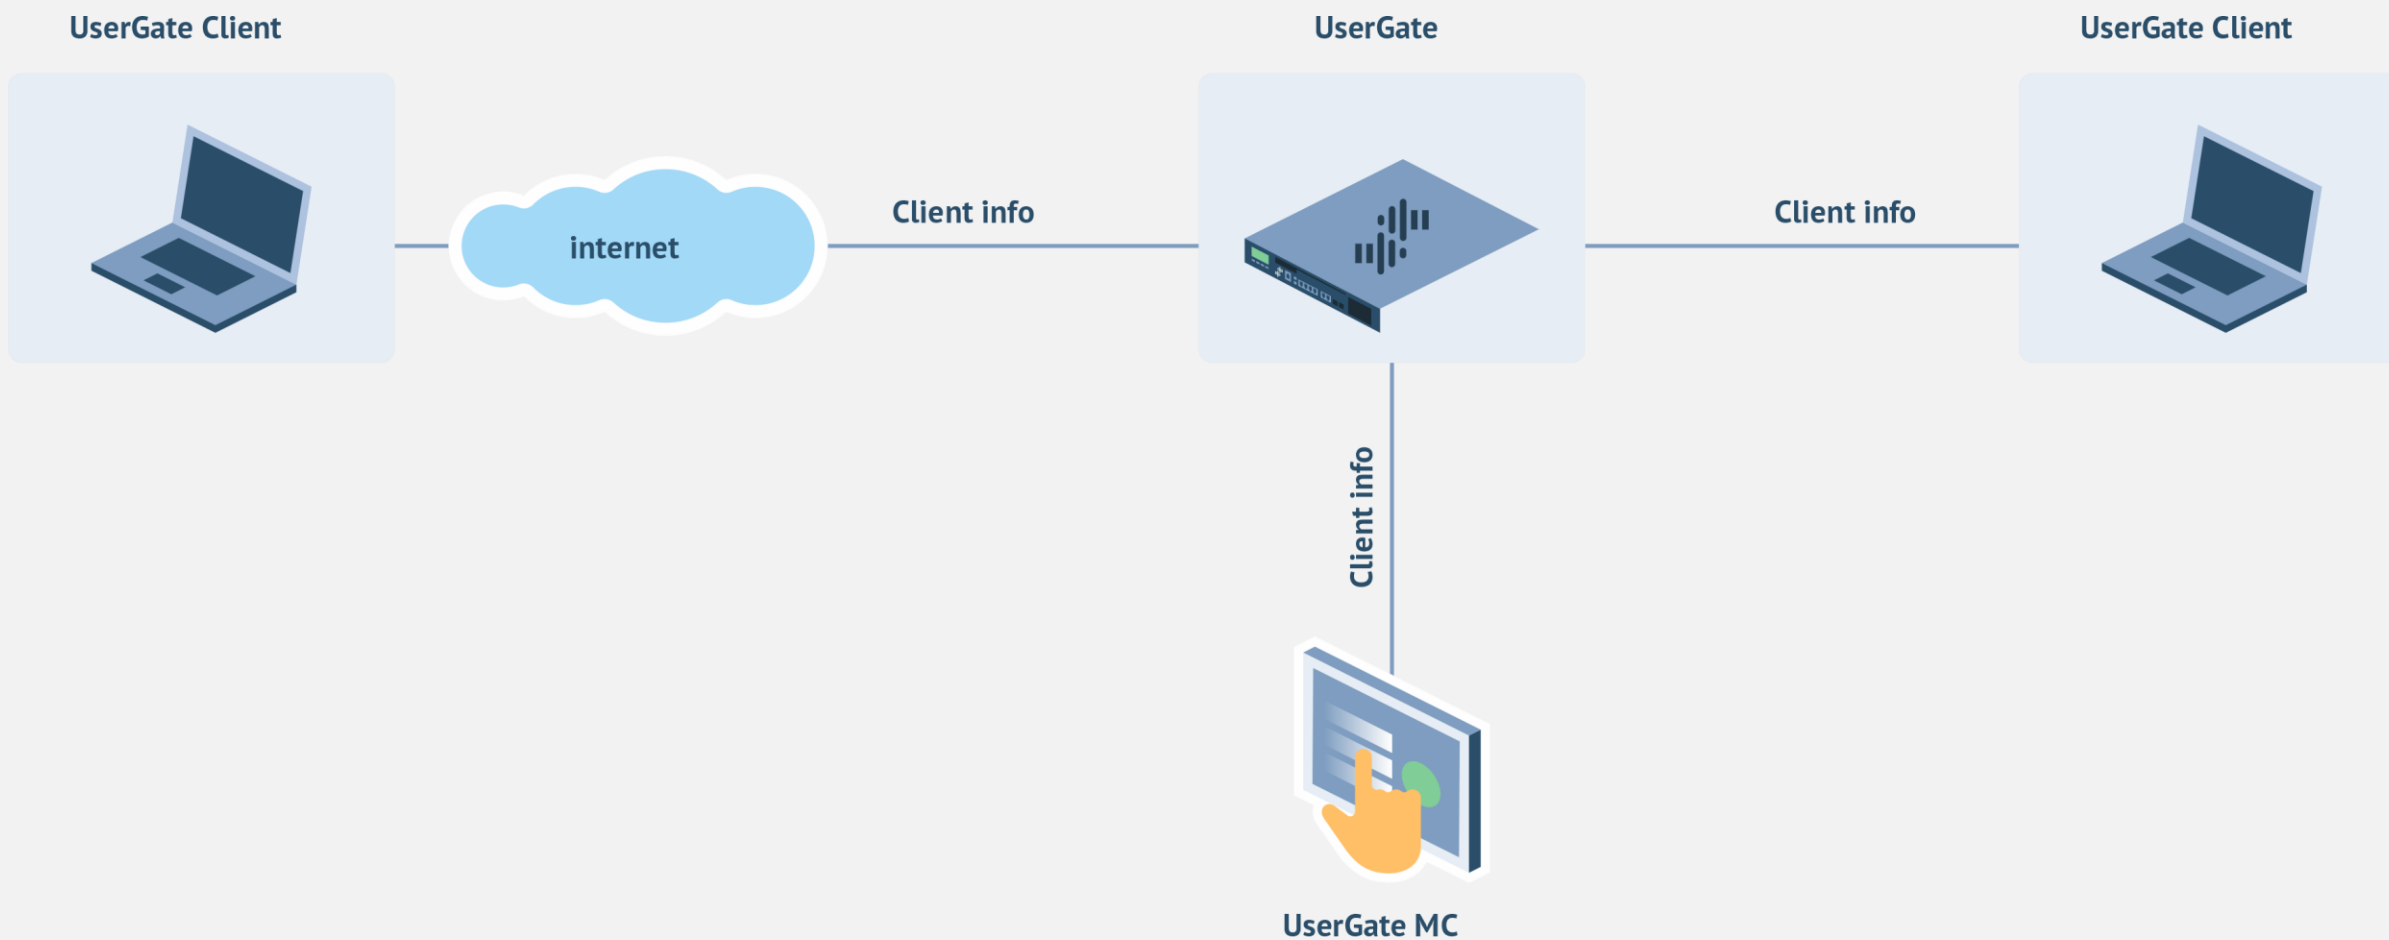 UserGate Client
UserGate
UserGate Client
internet
Client info
Client info
Client info
UserGate MC